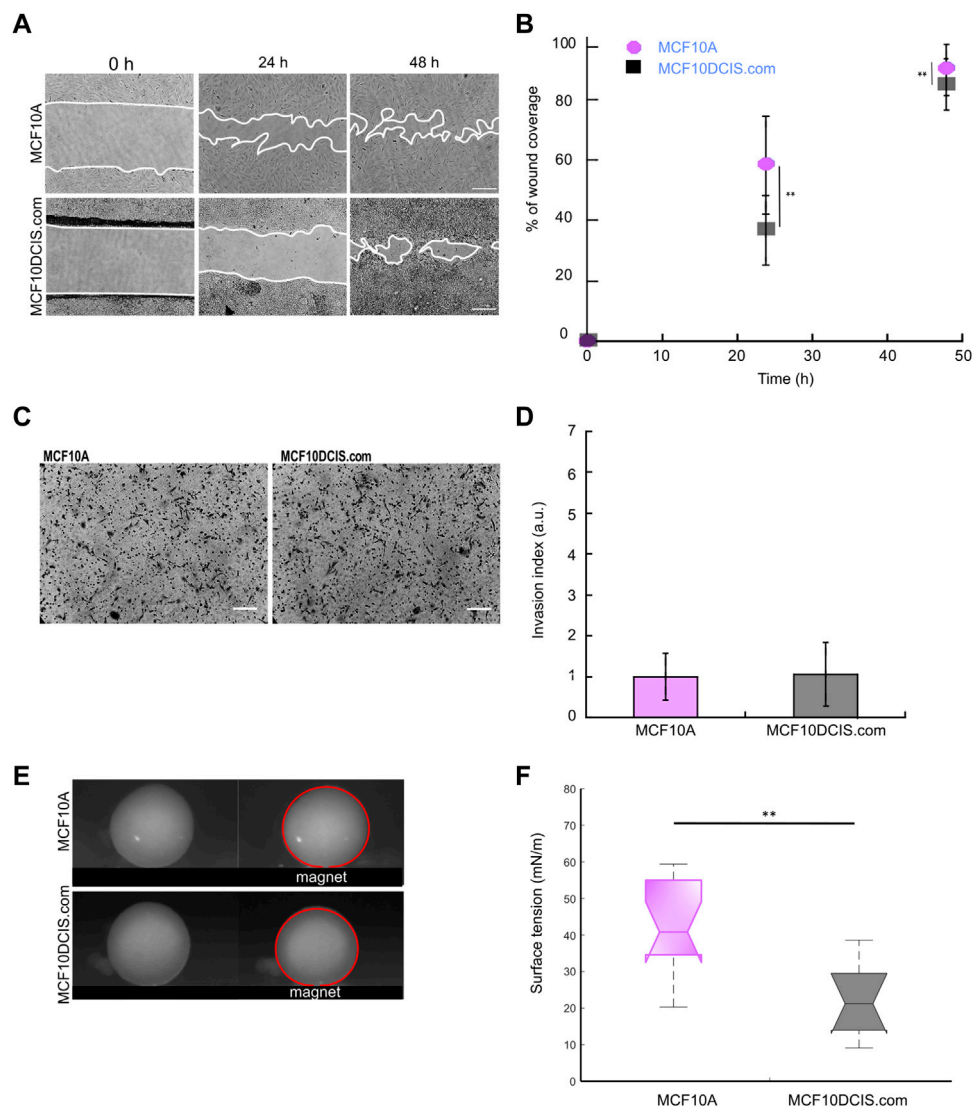 A
0 h
24 h
48 h
MCF10A
MCF10DCIS.com
B
MCF10A
MCF10DCIS.com
% of wound coverage
100
80
60
40
20
0
**
**
0
10
20
30
40
50
Time (h)
C
MCF10A
MCF10DCIS.com
D
Invasion index (a.u.)
7
6
5
4
3
2
1
0
MCF10A
MCF10DCIS.com
E
MCF10A
magnet
MCF10DCIS.com
magnet
F
Surface tension (mN/m)
80
70
60
50
40
30
20
10
0
**
MCF10A
MCF10DCIS.com